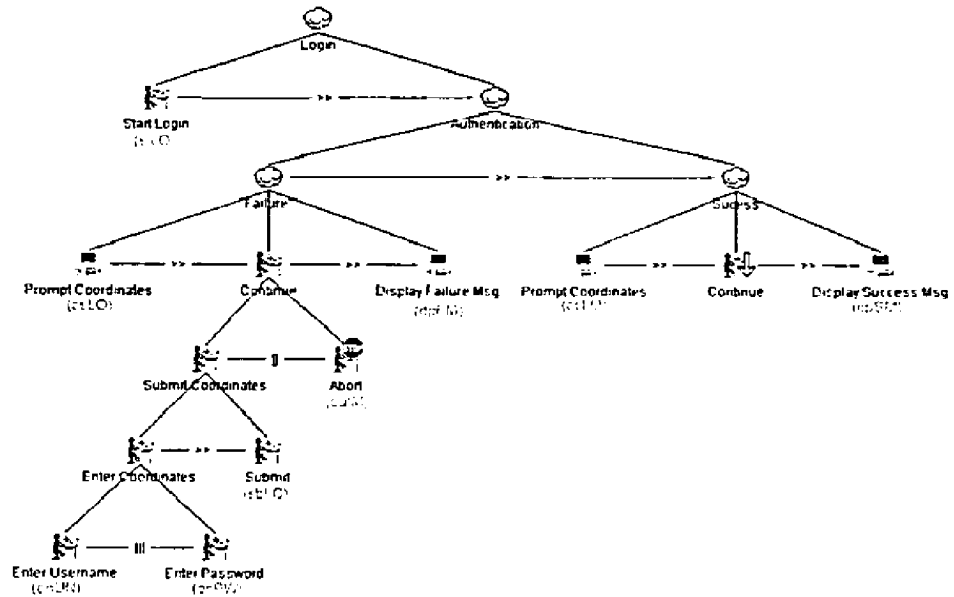 Login
>>
Start Login
Authentication
>>
Failure
Sucess
>> >> >> >>
Prompt Coordinates Continue Display Failure Msg Prompt Coordinates Continue Display Success Msg
[]
Submit Coordinates Abort
>>
Enter Coordinates Submit
|||
Enter Username Enter Password